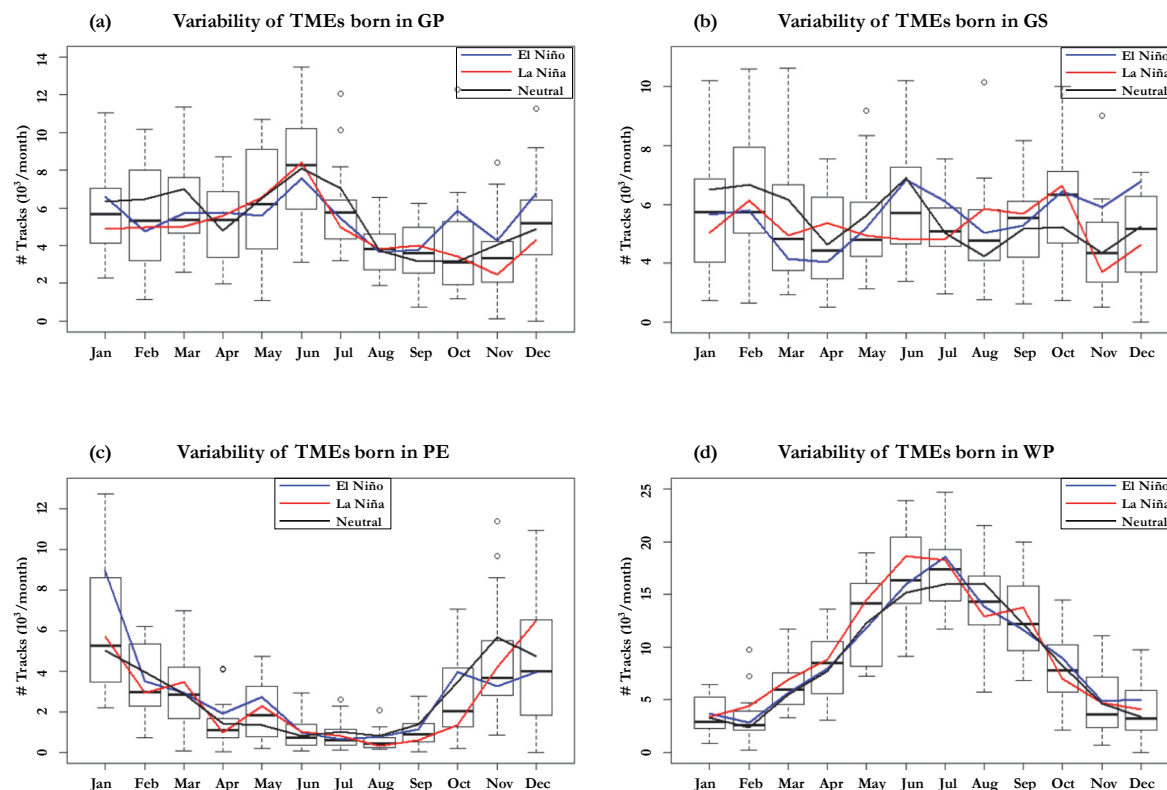 (a) Variability of TMEs born in GP
# Tracks (10³/month)
14
12
10
8
6
4
2
0
El Niño
La Niña
Neutral
Jan Feb Mar Apr May Jun Jul Aug Sep Oct Nov Dec
(b) Variability of TMEs born in GS
# Tracks (10³/month)
10
8
6
4
2
0
El Niño
La Niña
Neutral
Jan Feb Mar Apr May Jun Jul Aug Sep Oct Nov Dec
(c) Variability of TMEs born in PE
# Tracks (10³/month)
12
10
8
6
4
2
0
El Niño
La Niña
Neutral
Jan Feb Mar Apr May Jun Jul Aug Sep Oct Nov Dec
(d) Variability of TMEs born in WP
# Tracks (10³/month)
25
20
15
10
5
0
El Niño
La Niña
Neutral
Jan Feb Mar Apr May Jun Jul Aug Sep Oct Nov Dec